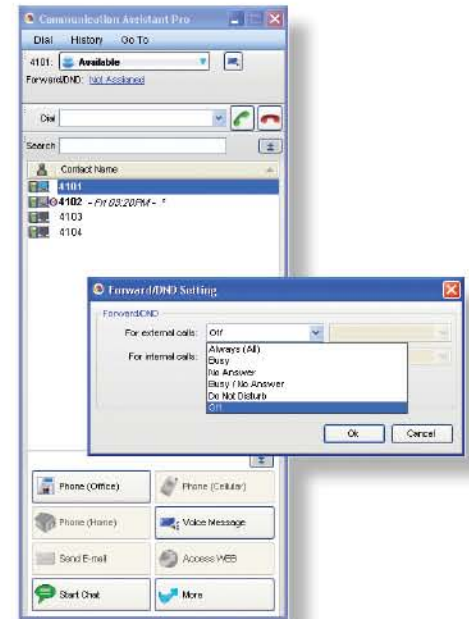 Communication Assistant Pro
Dial History Go To
4101: Available
Forward/DND: Not Assigned
Dial
Search
Contact Name
4101
4102 - Fri 03:20PM - *
4103
4104
Forward/DND Setting
Forward/DND
For external calls: Off
Always (All)
For internal calls:
Busy
No Answer
Busy / No Answer
Do Not Disturb
Off
Ok Cancel
Phone (Office) Phone (Cellular)
Phone (Home) Voice Message
Send E-mail Access WEB
Start Chat More